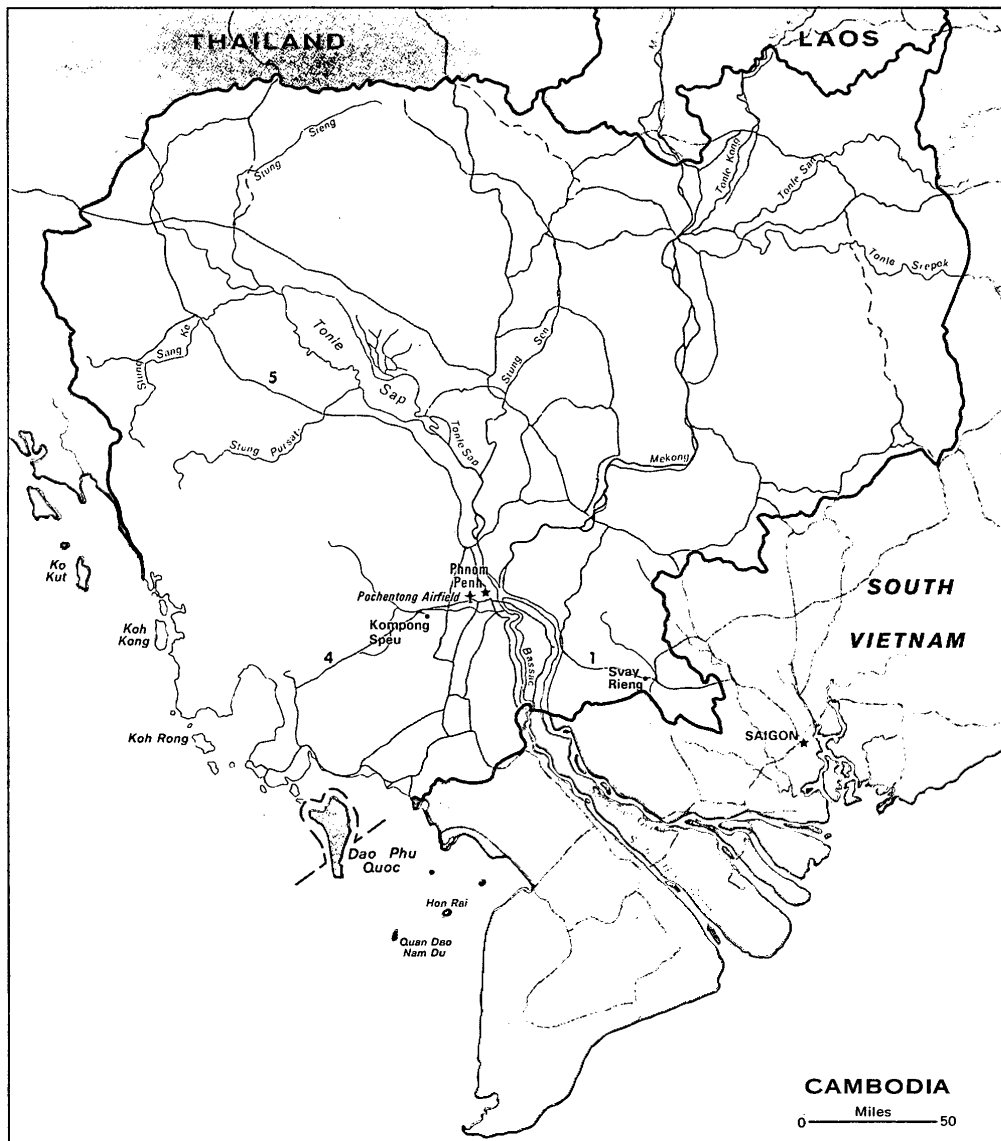 THAILAND
LAOS
Stung Sreng
Tonle Kong
Tonle San
Tonle Srepok
Stung Sang Ke
Tonle
Sap
Stung Sen
5
Stung Pursat
Tonle Sap
Mekong
Ko
Kut
Phnom
Penh
Pochentong Airfield
SOUTH
VIETNAM
Koh
Kong
Kompong
Speu
4
Bassac
1
Svay
Rieng
Koh Rong
SAIGON
Dao Phu
Quoc
Hon Rai
Quan Dao
Nam Du
CAMBODIA
Miles
0 50